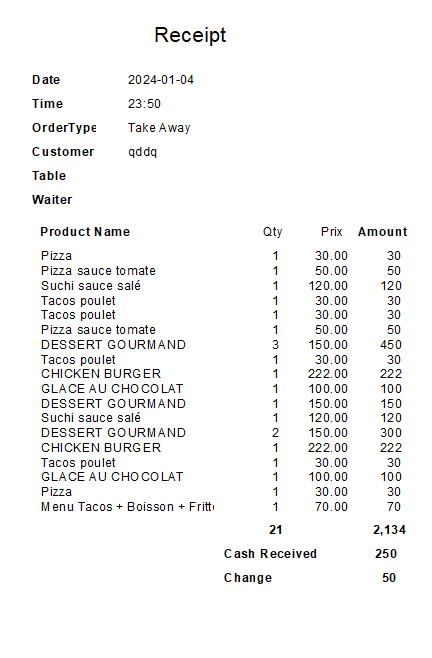 Receipt
Date 2024-01-04
Time 23:50
OrderType Take Away
Customer qddq
Table
Waiter
Product Name Qty Prix Amount
Pizza 1 30.00 30
Pizza sauce tomate 1 50.00 50
Suchi sauce salé 1 120.00 120
Tacos poulet 1 30.00 30
Tacos poulet 1 30.00 30
Pizza sauce tomate 1 50.00 50
DESSERT GOURMAND 3 150.00 450
Tacos poulet 1 30.00 30
CHICKEN BURGER 1 222.00 222
GLACE AU CHOCOLAT 1 100.00 100
DESSERT GOURMAND 1 150.00 150
Suchi sauce salé 1 120.00 120
DESSERT GOURMAND 2 150.00 300
CHICKEN BURGER 1 222.00 222
Tacos poulet 1 30.00 30
GLACE AU CHOCOLAT 1 100.00 100
Pizza 1 30.00 30
Menu Tacos + Boisson + Fritt 1 70.00 70
21 2,134
Cash Received 250
Change 50